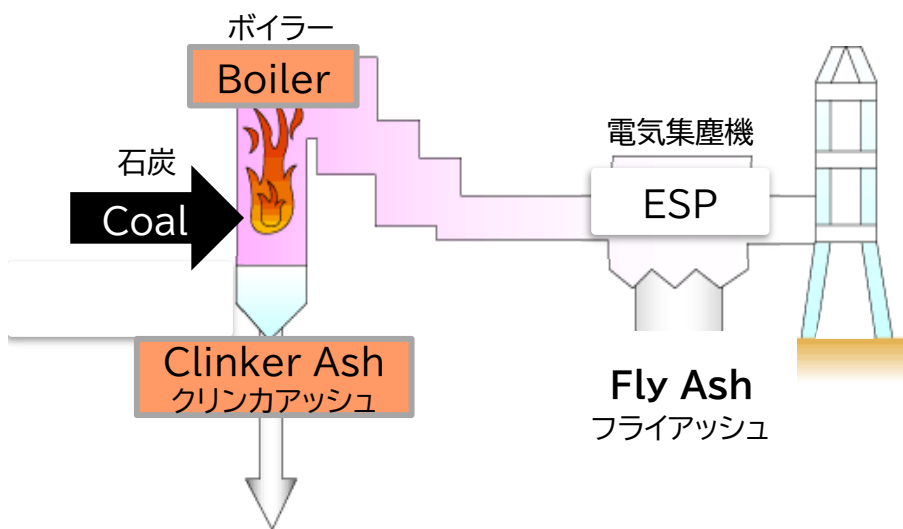 ボイラー
Boiler
石炭
Coal
電気集塵機
ESP
Clinker Ash
クリンカアッシュ
Fly Ash
フライアッシュ